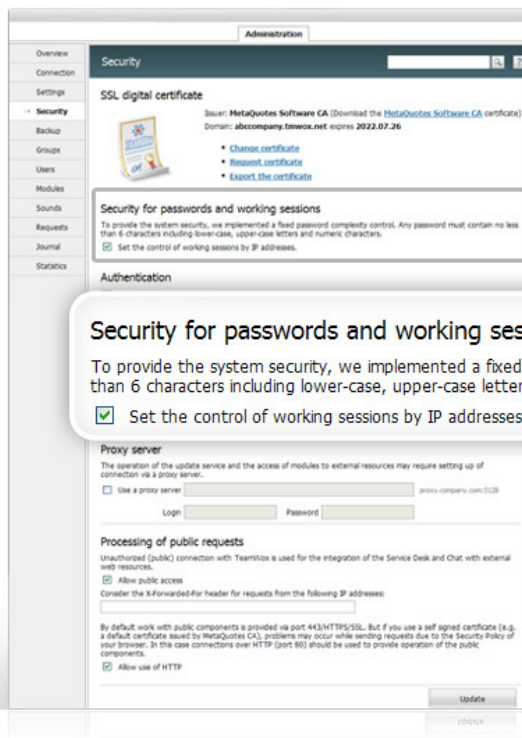 Administration
Overview
Connection
Settings
→ Security
Backup
Groups
Users
Modules
Sounds
Requests
Journal
Statistics
Security
SSL digital certificate
Issuer: MetaQuotes Software CA (Download the MetaQuotes Software CA certificate)
Domain: abccompany.tmwox.net expires 2022.07.26
• Change certificate
• Request certificate
• Export the certificate
Security for passwords and working sessions
To provide the system security, we implemented a fixed password complexity control. Any password must contain no less
than 6 characters including lower-case, upper-case letters and numeric characters.
Set the control of working sessions by IP addresses.
Authentication
Security for passwords and working ses
To provide the system security, we implemented a fixed
than 6 characters including lower-case, upper-case letter
Set the control of working sessions by IP addresses
Proxy server
The operation of the update service and the access of modules to external resources may require setting up of
connection via a proxy server.
Use a proxy server proxy.company.com:3128
Login Password
Processing of public requests
Unauthorized (public) connection with TeamWox is used for the integration of the Service Desk and Chat with external
web resources.
Allow public access
Consider the X-Forwarded-For header for requests from the following IP addresses:
By default work with public components is provided via port 443/HTTPS/SSL. But if you use a self signed certificate (e.g.
a default certificate issued by MetaQuotes CA), problems may occur while sending requests due to the Security Policy of
your browser. In this case connections over HTTP (port 80) should be used to provide operation of the public
components.
Allow use of HTTP
Update